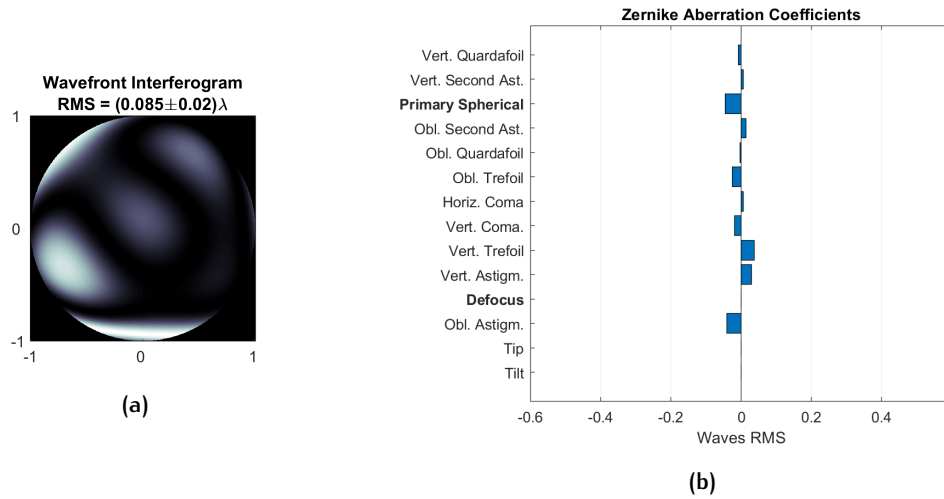 Wavefront Interferogram
RMS = (0.085±0.02)λ
1
0
-1
-1 0 1
(a)
Zernike Aberration Coefficients
Vert. Quardafoil
Vert. Second Ast.
Primary Spherical
Obl. Second Ast.
Obl. Quardafoil
Obl. Trefoil
Horiz. Coma
Vert. Coma.
Vert. Trefoil
Vert. Astigm.
Defocus
Obl. Astigm.
Tip
Tilt
-0.6 -0.4 -0.2 0 0.2 0.4
Waves RMS
(b)